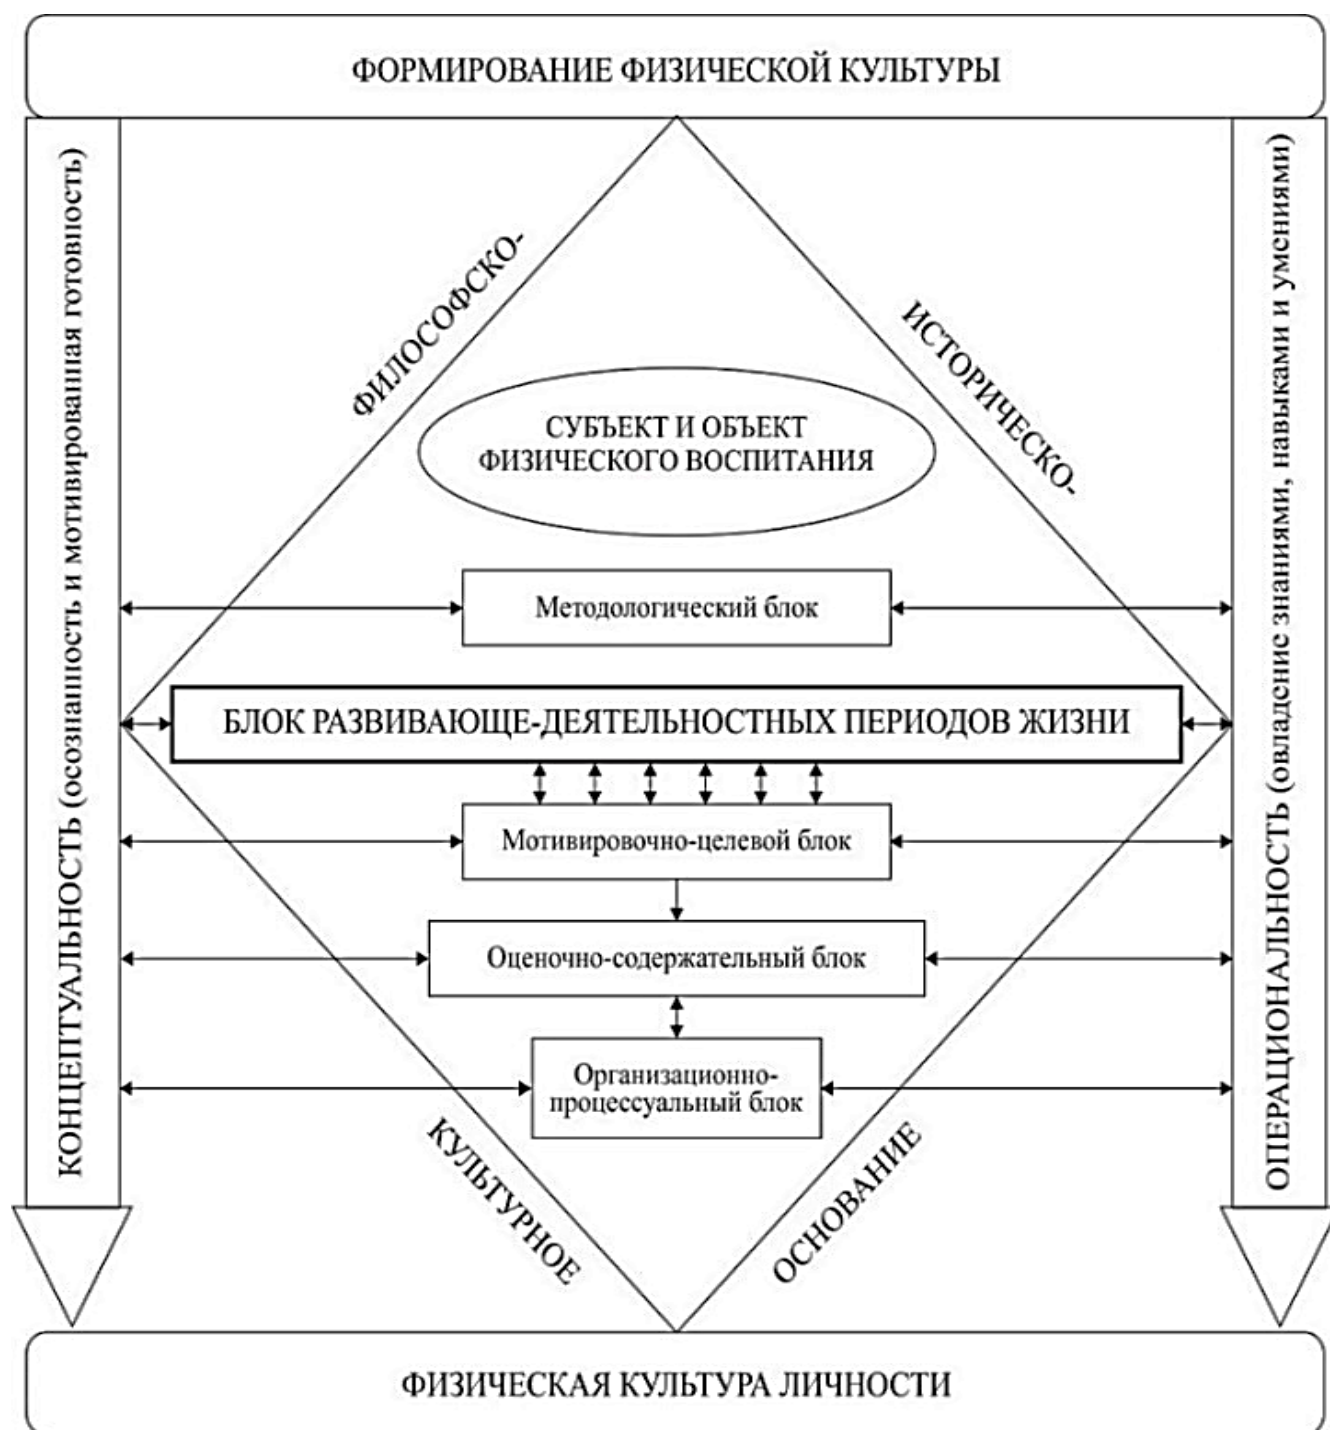 ФОРМИРОВАНИЕ ФИЗИЧЕСКОЙ КУЛЬТУРЫ
КОНЦЕПТУАЛЬНОСТЬ (осознанность и мотивированная готовность)
ФИЛОСОФСКО-
ИСТОРИЧЕСКО-
СУБЪЕКТ И ОБЪЕКТ
ФИЗИЧЕСКОГО ВОСПИТАНИЯ
Методологический блок
БЛОК РАЗВИВАЮЩЕ-ДЕЯТЕЛЬНОСТНЫХ ПЕРИОДОВ ЖИЗНИ
Мотивировочно-целевой блок
Оценочно-содержательный блок
Организационно-
процессуальный блок
КУЛЬТУРНОЕ
ОСНОВАНИЕ
ОПЕРАЦИОНАЛЬНОСТЬ (овладение знаниями, навыками и умениями)
ФИЗИЧЕСКАЯ КУЛЬТУРА ЛИЧНОСТИ